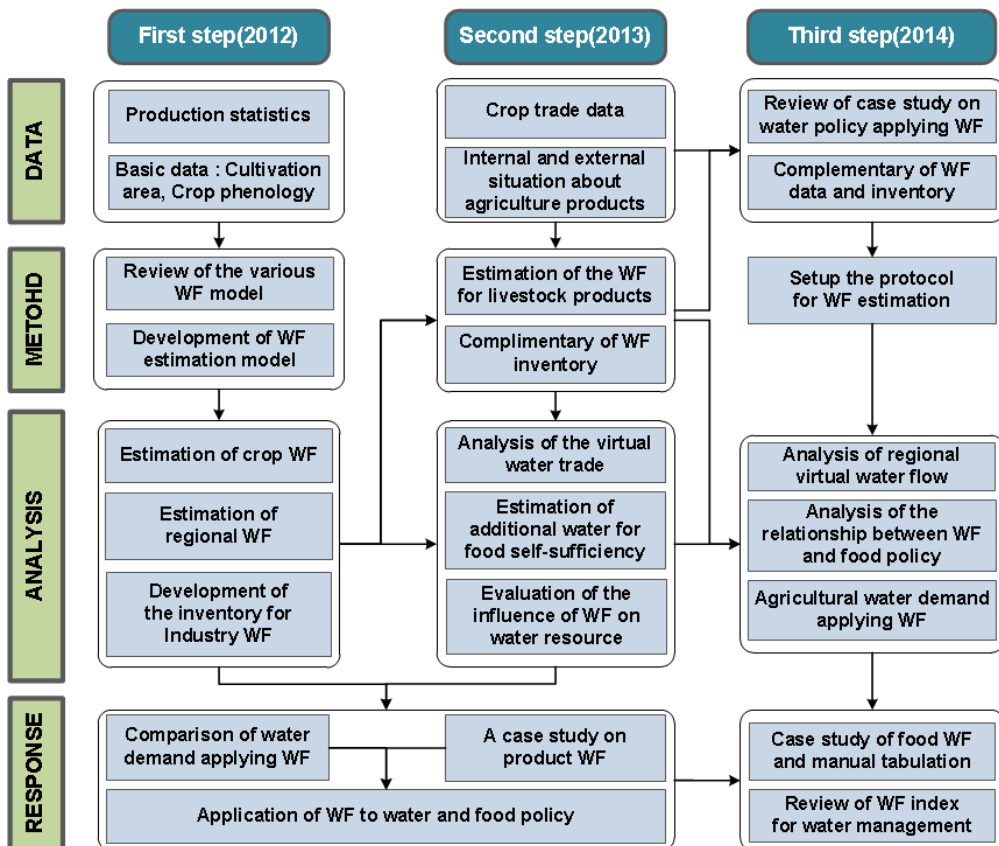 First step(2012)
Second step(2013)
Third step(2014)
DATA
Production statistics
Basic data : Cultivation
area, Crop phenology
Crop trade data
Internal and external
situation about
agriculture products
Review of case study on
water policy applying WF
Complementary of WF
data and inventory
METOHD
Review of the various
WF model
Development of WF
estimation model
Estimation of the WF
for livestock products
Complimentary of WF
inventory
Setup the protocol
for WF estimation
ANALYSIS
Estimation of crop WF
Estimation of
regional WF
Development of
the inventory for
Industry WF
Analysis of the virtual
water trade
Estimation of
additional water for
food self-sufficiency
Evaluation of the
influence of WF on
water resource
Analysis of regional
virtual water flow
Analysis of the
relationship between WF
and food policy
Agricultural water demand
applying WF
RESPONSE
Comparison of water
demand applying WF
A case study on
product WF
Application of WF to water and food policy
Case study of food WF
and manual tabulation
Review of WF index
for water management